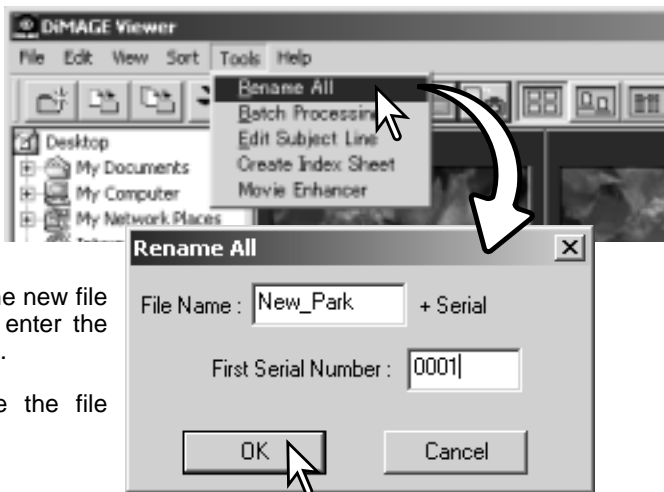 DiMAGE Viewer
File Edit View Sort Tools Help
Rename All
Batch Processing
Edit Subject Line
Create Index Sheet
Movie Enhancer
Desktop
My Documents
My Computer
My Network Places
Rename All
File Name : New_Park + Serial
First Serial Number : 0001
OK Cancel
new file
enter the
.
the file